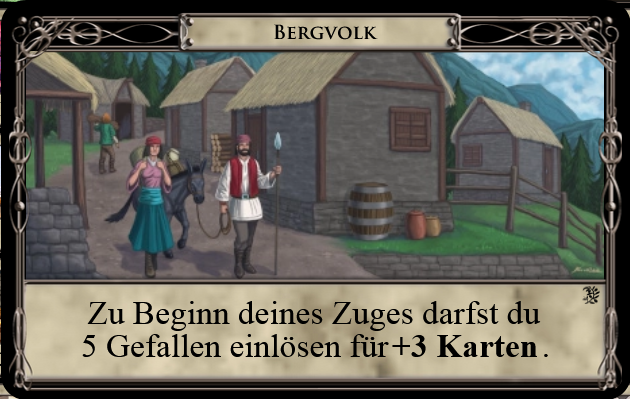 Bergvolk
Zu Beginn deines Zuges darfst du
5 Gefallen einlösen für +3 Karten.